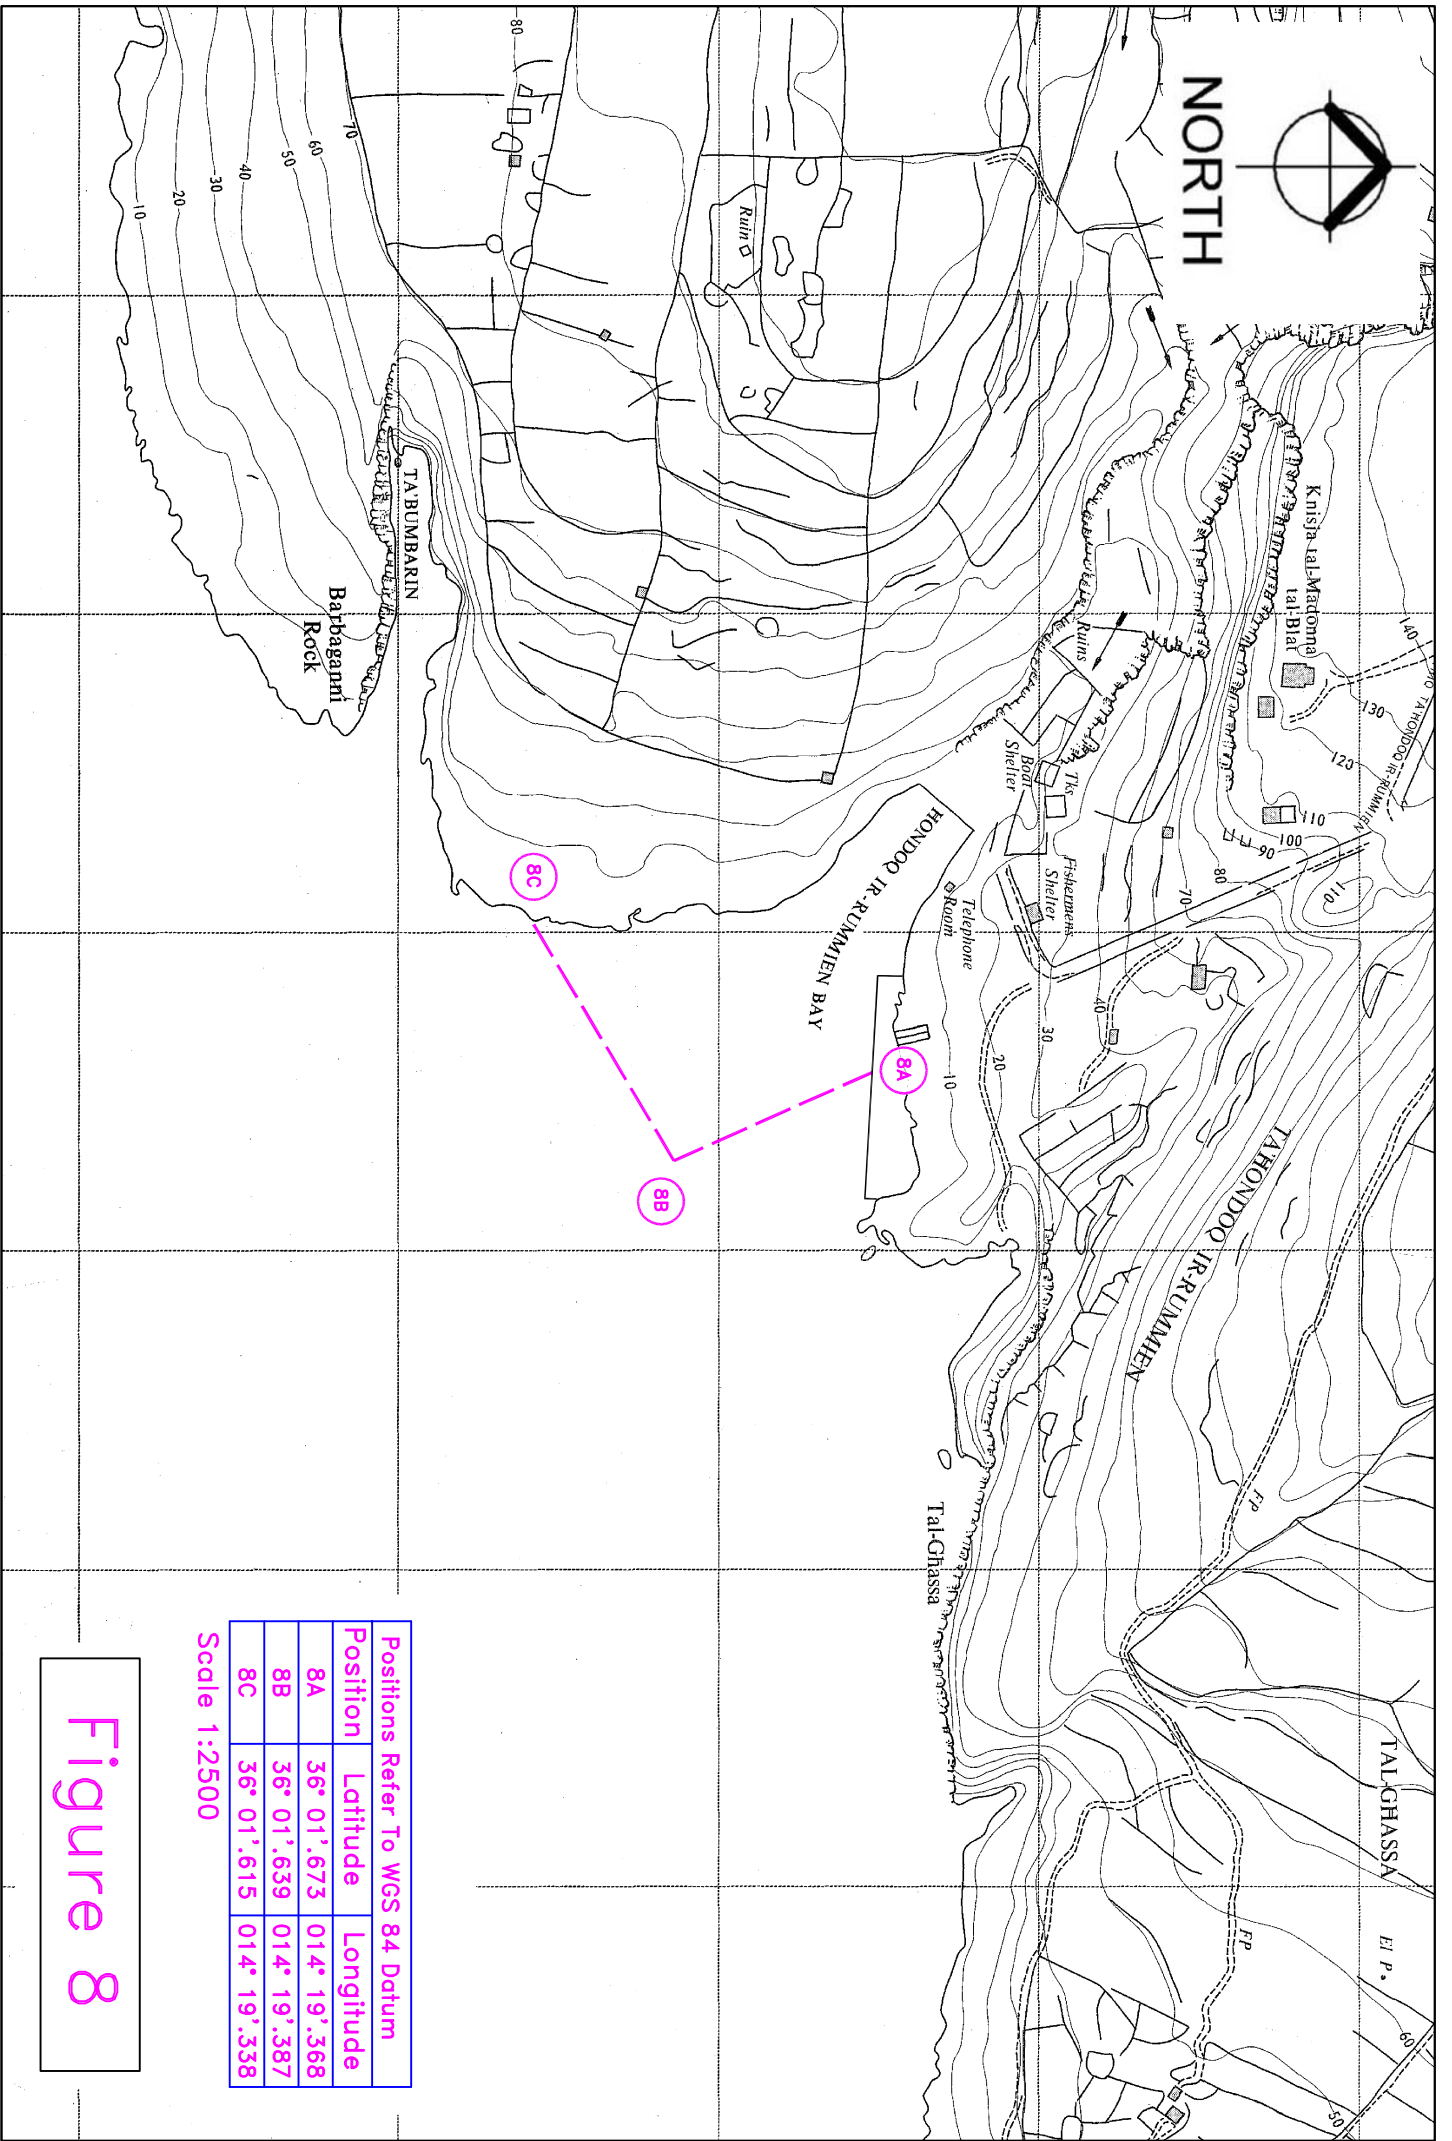 NORTH
Knisja tal-Madonna
tal-Blat
140
130
120
110
100
90
80
70
110
TA'HONDOQ IR-RUMMIEN
Ruins
Tks
Boat
Shelter
Fishermens
Shelter
Telephone
Room
40
30
20
10
HONDOQ IR-RUMMIEN BAY
TA'HONDOQ IR-RUMMIEN
FP
TAL-GHASSA
El P.
FP
60
50
Tal-Ghassa
Ruin
80
70
60
50
40
30
20
10
TA'BUMBARIN
Barbaganni
Rock
8A
8B
8C
Positions Refer To WGS 84 Datum
Position Latitude Longitude
8A 36° 01'.673 014° 19'.368
8B 36° 01'.639 014° 19'.387
8C 36° 01'.615 014° 19'.338
Scale 1:2500
Figure 8